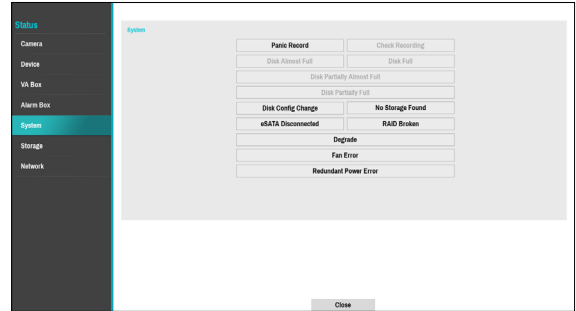 Status
Camera
Device
VA Box
Alarm Box
System
Storage
Network
System
Panic Record
Check Recording
Disk Almost Full
Disk Full
Disk Partially Almost Full
Disk Partially Full
Disk Config Change
No Storage Found
eSATA Disconnected
RAID Broken
Degrade
Fan Error
Redundant Power Error
Close